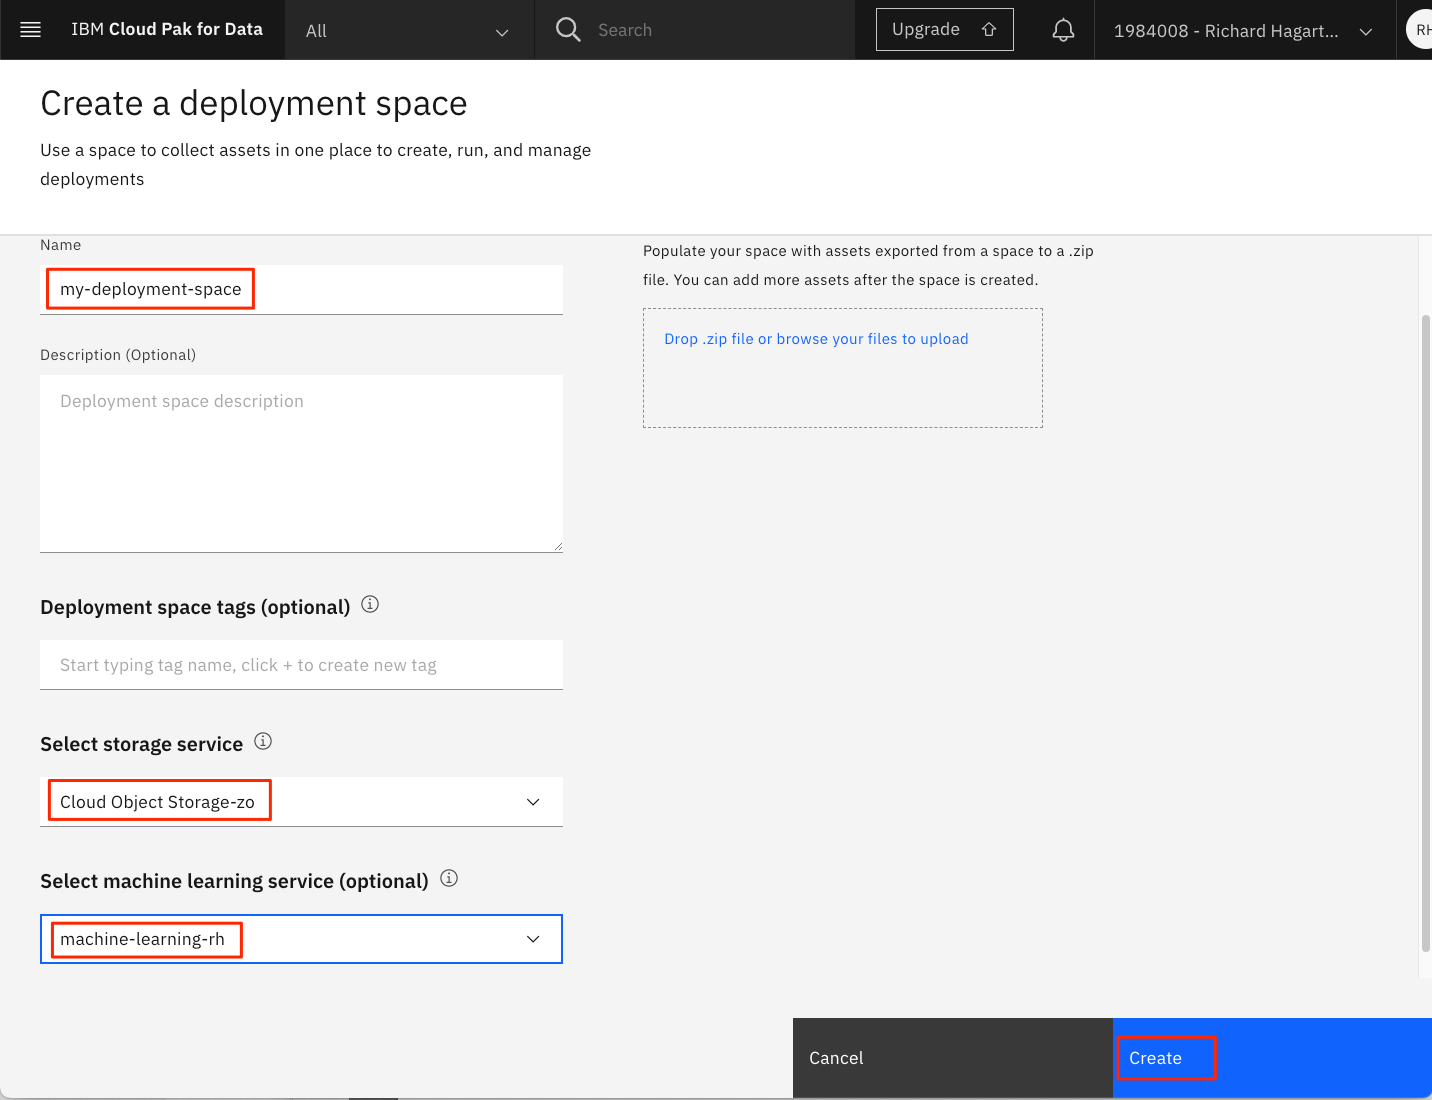 IBM Cloud Pak for Data
All
Search
Upgrade
1984008 - Richard Hagart...
RH
Create a deployment space
Use a space to collect assets in one place to create, run, and manage
deployments
Name
my-deployment-space
Description (Optional)
Deployment space description
Deployment space tags (optional)
Start typing tag name, click + to create new tag
Select storage service
Cloud Object Storage-zo
Select machine learning service (optional)
machine-learning-rh
Populate your space with assets exported from a space to a .zip
file. You can add more assets after the space is created.
Drop .zip file or browse your files to upload
Cancel
Create